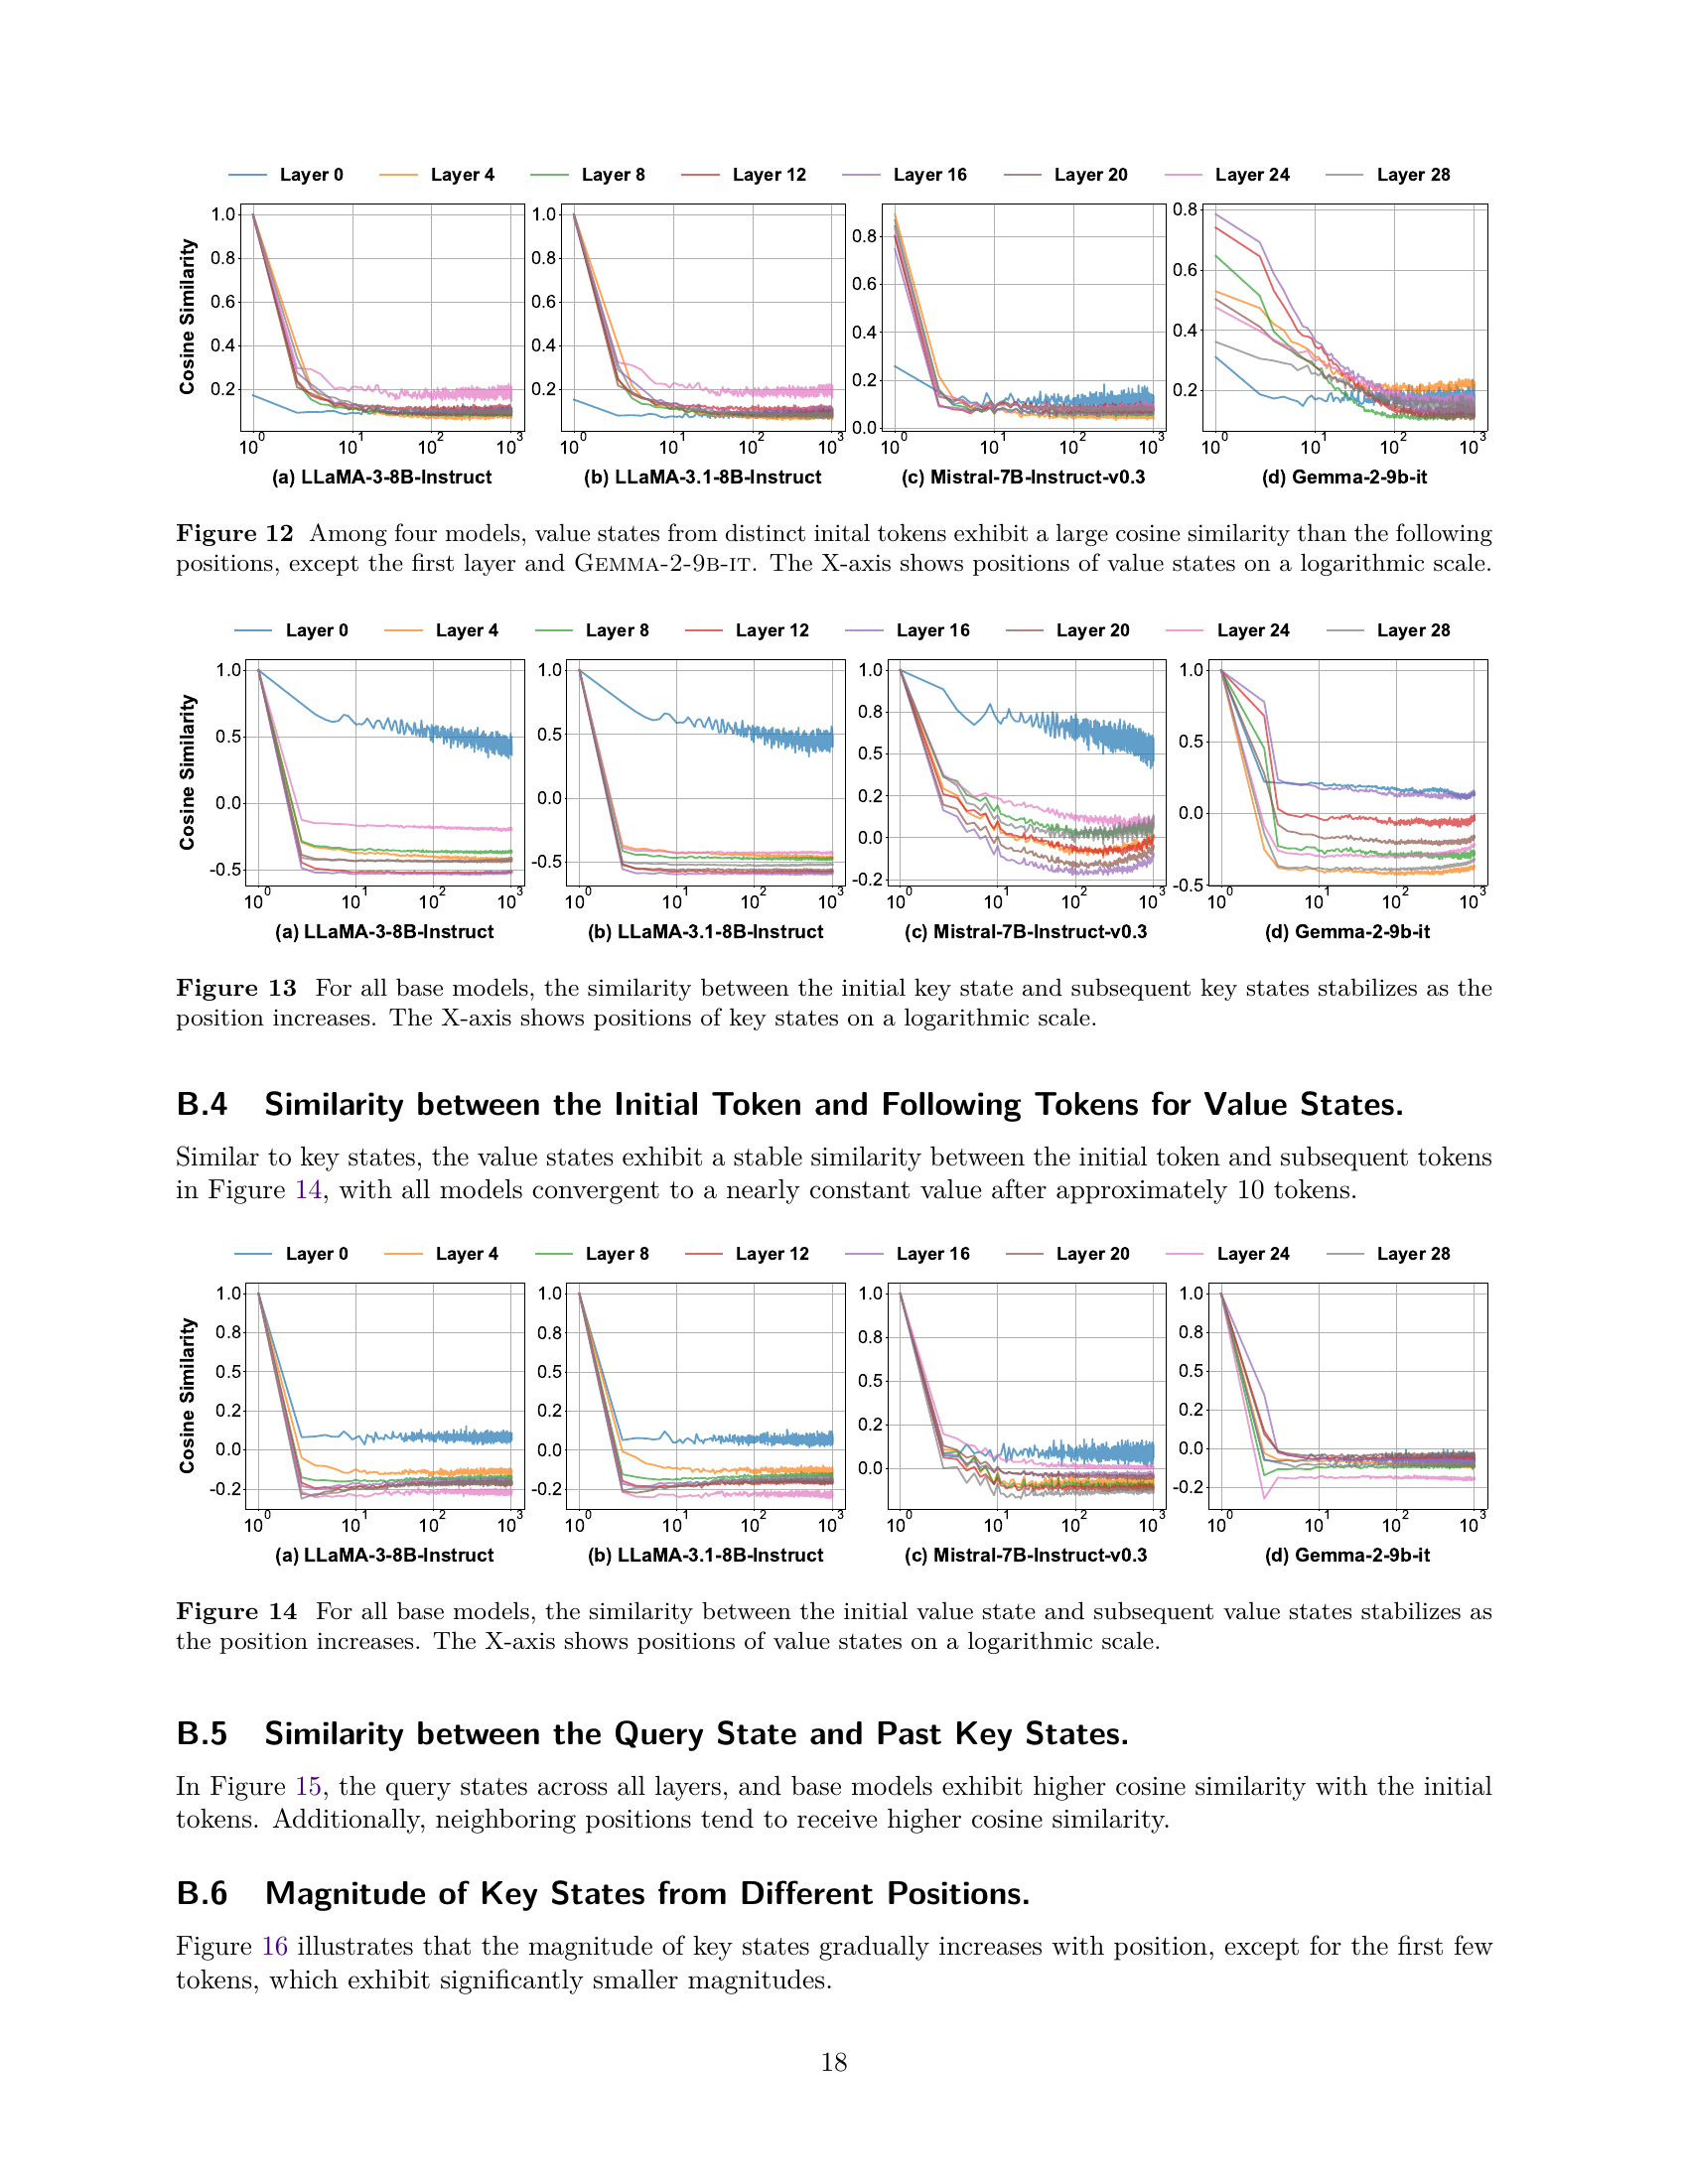 Layer 0 Layer 4 Layer 8 Layer 12 Layer 16 Layer 20 Layer 24 Layer 28
Cosine Similarity
1.0 0.8 0.6 0.4 0.2
10^0 10^1 10^2 10^3
(a) LLaMA-3-8B-Instruct
1.0 0.8 0.6 0.4 0.2
10^0 10^1 10^2 10^3
(b) LLaMA-3.1-8B-Instruct
0.8 0.6 0.4 0.2 0.0
10^0 10^1 10^2 10^3
(c) Mistral-7B-Instruct-v0.3
0.8 0.6 0.4 0.2
10^0 10^1 10^2 10^3
(d) Gemma-2-9b-it
Figure 12 Among four models, value states from distinct inital tokens exhibit a large cosine similarity than the following
positions, except the first layer and GEMMA-2-9B-IT. The X-axis shows positions of value states on a logarithmic scale.
Layer 0 Layer 4 Layer 8 Layer 12 Layer 16 Layer 20 Layer 24 Layer 28
Cosine Similarity
1.0 0.5 0.0 -0.5
10^0 10^1 10^2 10^3
(a) LLaMA-3-8B-Instruct
1.0 0.5 0.0 -0.5
10^0 10^1 10^2 10^3
(b) LLaMA-3.1-8B-Instruct
1.0 0.8 0.5 0.2 0.0 -0.2
10^0 10^1 10^2 10^3
(c) Mistral-7B-Instruct-v0.3
1.0 0.5 0.0 -0.5
10^0 10^1 10^2 10^3
(d) Gemma-2-9b-it
Figure 13 For all base models, the similarity between the initial key state and subsequent key states stabilizes as the
position increases. The X-axis shows positions of key states on a logarithmic scale.
B.4 Similarity between the Initial Token and Following Tokens for Value States.
Similar to key states, the value states exhibit a stable similarity between the initial token and subsequent tokens
in Figure 14, with all models convergent to a nearly constant value after approximately 10 tokens.
Layer 0 Layer 4 Layer 8 Layer 12 Layer 16 Layer 20 Layer 24 Layer 28
Cosine Similarity
1.0 0.8 0.5 0.2 0.0 -0.2
10^0 10^1 10^2 10^3
(a) LLaMA-3-8B-Instruct
1.0 0.8 0.5 0.2 0.0 -0.2
10^0 10^1 10^2 10^3
(b) LLaMA-3.1-8B-Instruct
1.0 0.8 0.5 0.2 0.0
10^0 10^1 10^2 10^3
(c) Mistral-7B-Instruct-v0.3
1.0 0.8 0.5 0.2 0.0 -0.2
10^0 10^1 10^2 10^3
(d) Gemma-2-9b-it
Figure 14 For all base models, the similarity between the initial value state and subsequent value states stabilizes as
the position increases. The X-axis shows positions of value states on a logarithmic scale.
B.5 Similarity between the Query State and Past Key States.
In Figure 15, the query states across all layers, and base models exhibit higher cosine similarity with the initial
tokens. Additionally, neighboring positions tend to receive higher cosine similarity.
B.6 Magnitude of Key States from Different Positions.
Figure 16 illustrates that the magnitude of key states gradually increases with position, except for the first few
tokens, which exhibit significantly smaller magnitudes.
18